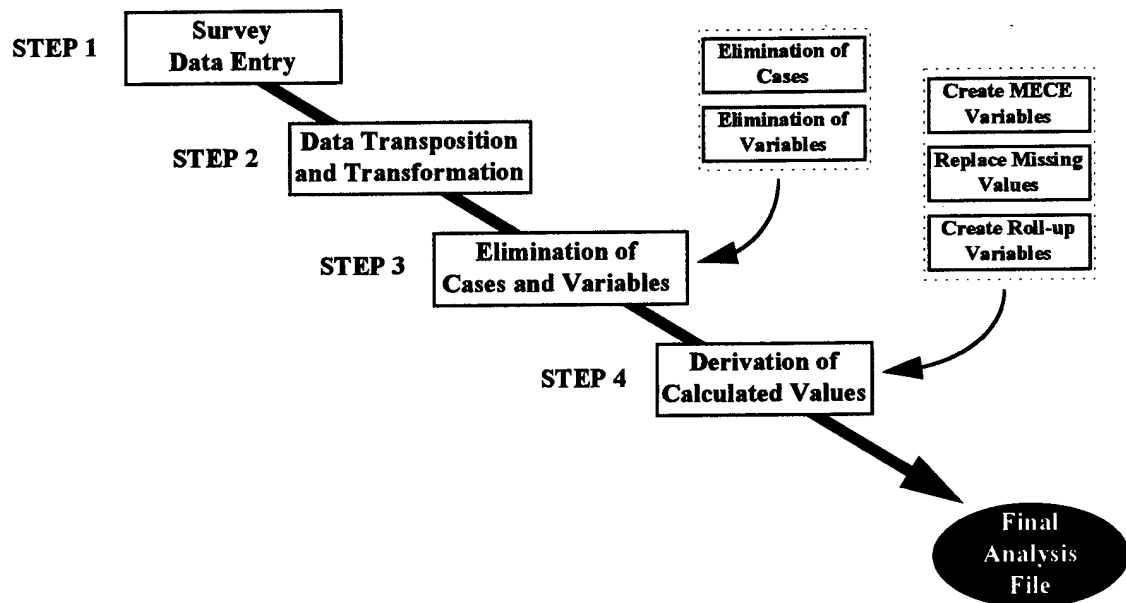 STEP 1
Survey
Data Entry
STEP 2
Data Transposition
and Transformation
STEP 3
Elimination of
Cases and Variables
Elimination of
Cases
Elimination of
Variables
STEP 4
Derivation of
Calculated Values
Create MECE
Variables
Replace Missing
Values
Create Roll-up
Variables
Final
Analysis
File